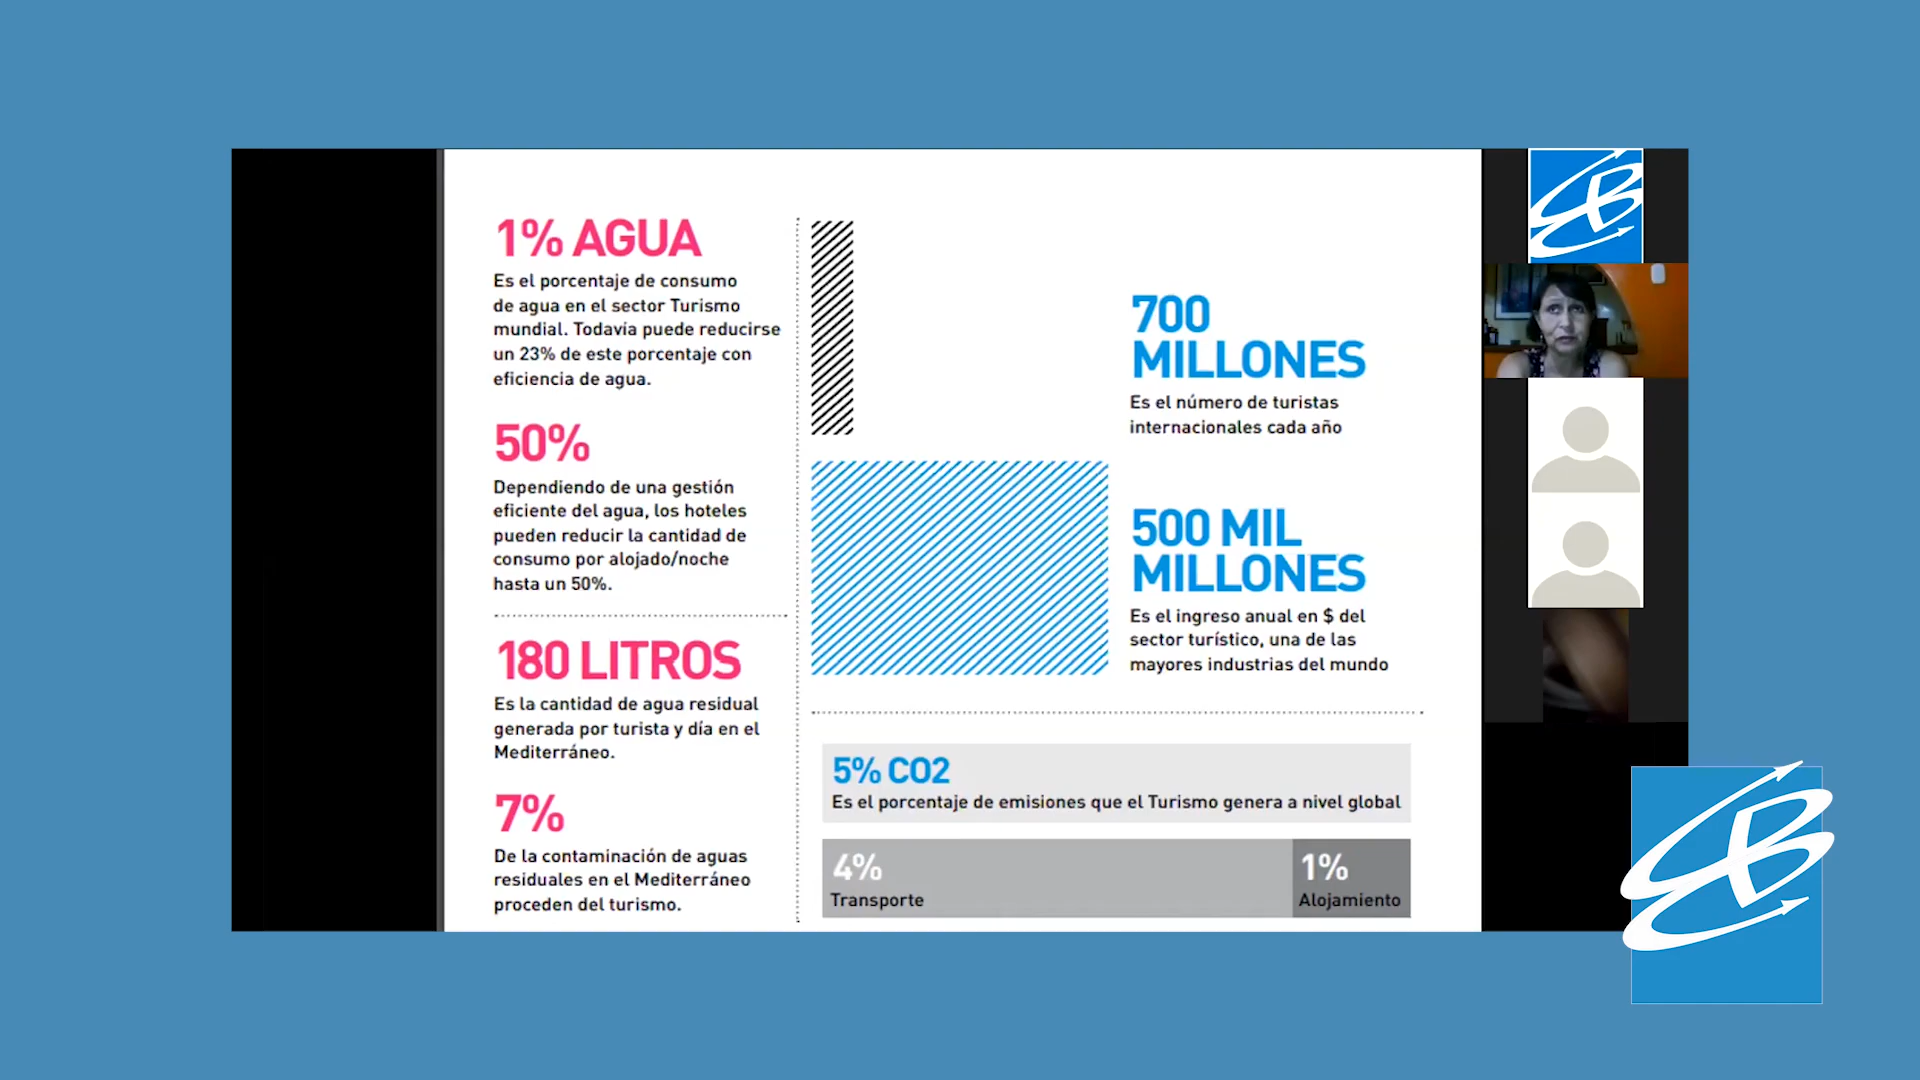 1% AGUA
Es el porcentaje de consumo
de agua en el sector Turismo
mundial. Todavía puede reducirse
un 23% de este porcentaje con
eficiencia de agua.
50%
Dependiendo de una gestión
eficiente del agua, los hoteles
pueden reducir la cantidad de
consumo por alojado/noche
hasta un 50%.
180 LITROS
Es la cantidad de agua residual
generada por turista y día en el
Mediterráneo.
7%
De la contaminación de aguas
residuales en el Mediterráneo
proceden del turismo.
700
MILLONES
Es el número de turistas
internacionales cada año
500 MIL
MILLONES
Es el ingreso anual en $ del
sector turístico, una de las
mayores industrias del mundo
5% CO2
Es el porcentaje de emisiones que el Turismo genera a nivel global
4%
Transporte
1%
Alojamiento